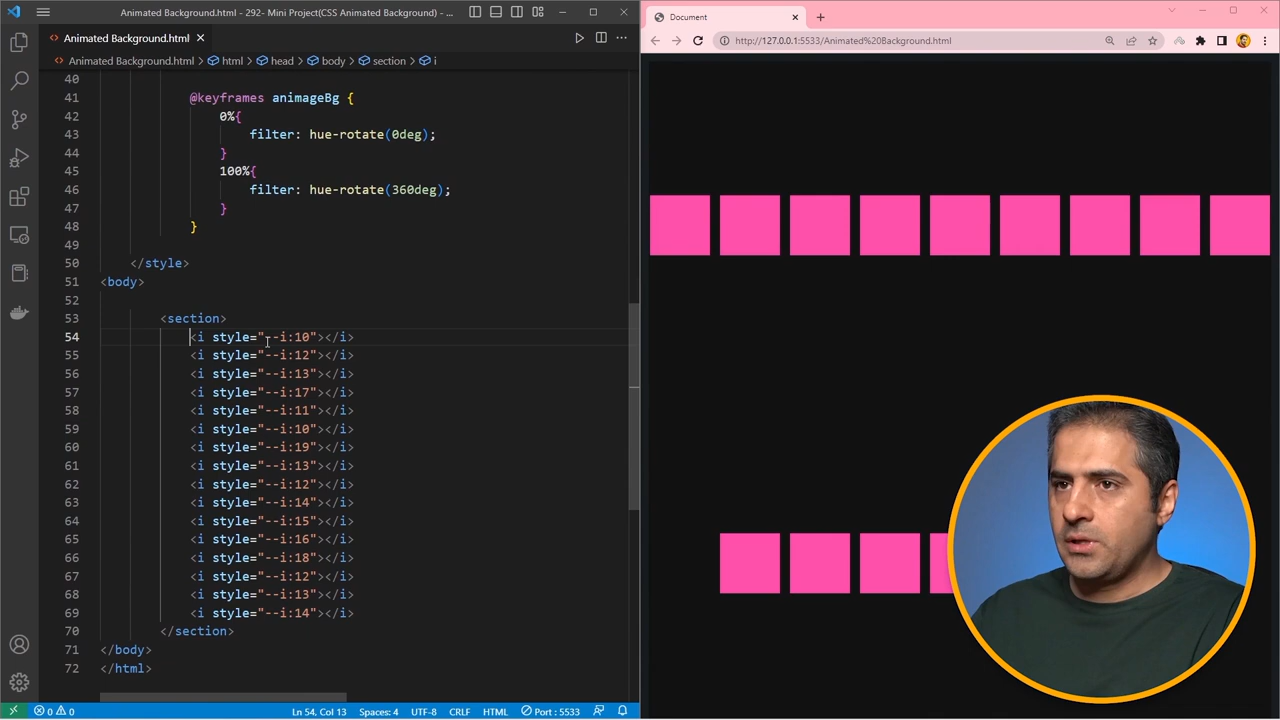 Animated Background.html - 292- Mini Project(CSS Animated Background) - ...
Animated Background.html
Animated Background.html > html > head > body > section > i
40
41 @keyframes animageBg {
42 0%{
43 filter: hue-rotate(0deg);
44 }
45 100%{
46 filter: hue-rotate(360deg);
47 }
48 }
49
50 </style>
51 <body>
52
53 <section>
54 <i style="--i:10"></i>
55 <i style="--i:12"></i>
56 <i style="--i:13"></i>
57 <i style="--i:17"></i>
58 <i style="--i:11"></i>
59 <i style="--i:10"></i>
60 <i style="--i:19"></i>
61 <i style="--i:13"></i>
62 <i style="--i:12"></i>
63 <i style="--i:14"></i>
64 <i style="--i:15"></i>
65 <i style="--i:16"></i>
66 <i style="--i:18"></i>
67 <i style="--i:12"></i>
68 <i style="--i:13"></i>
69 <i style="--i:14"></i>
70 </section>
71 </body>
72 </html>
0 0 Ln 54, Col 13 Spaces: 4 UTF-8 CRLF HTML Port : 5533
Document
http://127.0.0.1:5533/Animated%20Background.html